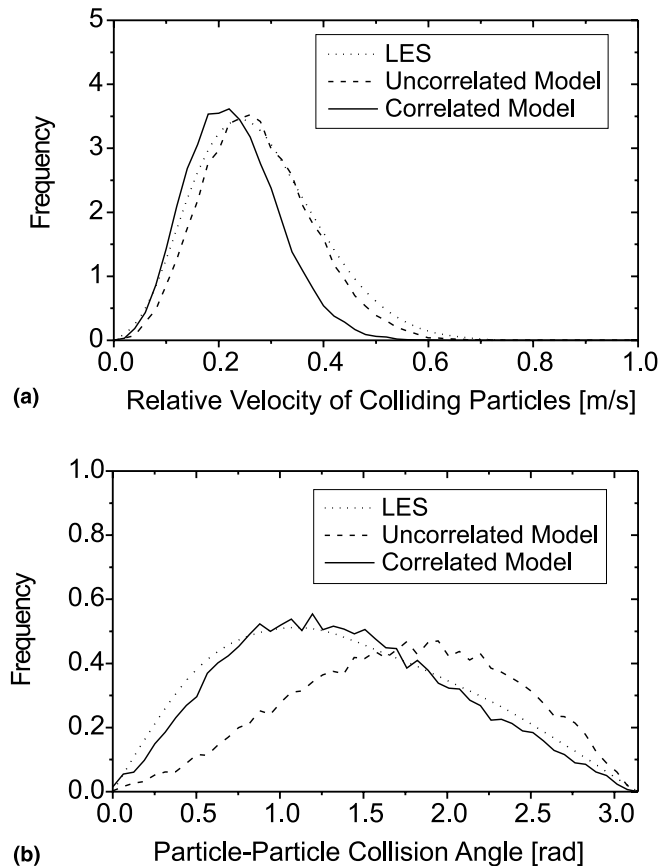 5
4
3
2
1
0
Frequency
LES
Uncorrelated Model
Correlated Model
0.0 0.2 0.4 0.6 0.8 1.0
(a) Relative Velocity of Colliding Particles [m/s]
1.0
0.8
0.6
0.4
0.2
0.0
Frequency
LES
Uncorrelated Model
Correlated Model
0.0 0.5 1.0 1.5 2.0 2.5 3.0
(b) Particle-Particle Collision Angle [rad]